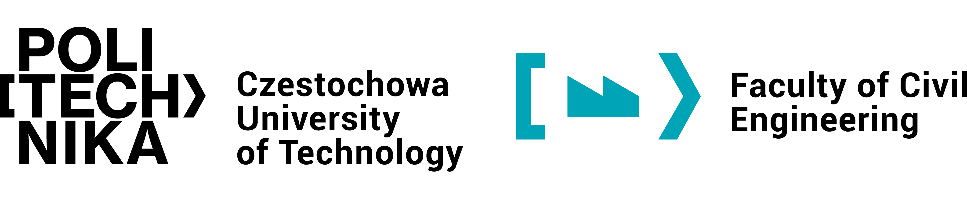 POLI
[TECH>
NIKA
Czestochowa
University
of Technology
Faculty of Civil
Engineering